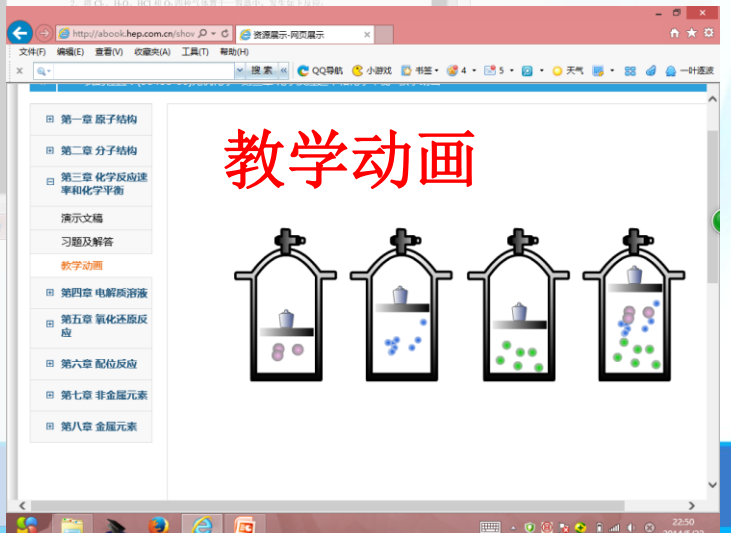 http://abook.hep.com.cn/shov
资源展示-网页展示
文件(F) 编辑(E) 查看(V) 收藏夹(A) 工具(T) 帮助(H)
搜索
QQ导航 小游戏 书签 4 5 天气 一叶逐波
第一章 原子结构
第二章 分子结构
第三章 化学反应速
率和化学平衡
演示文稿
习题及解答
教学动画
第四章 电解质溶液
第五章 氧化还原反
应
第六章 配位反应
第七章 非金属元素
第八章 金属元素
教学动画
22:50